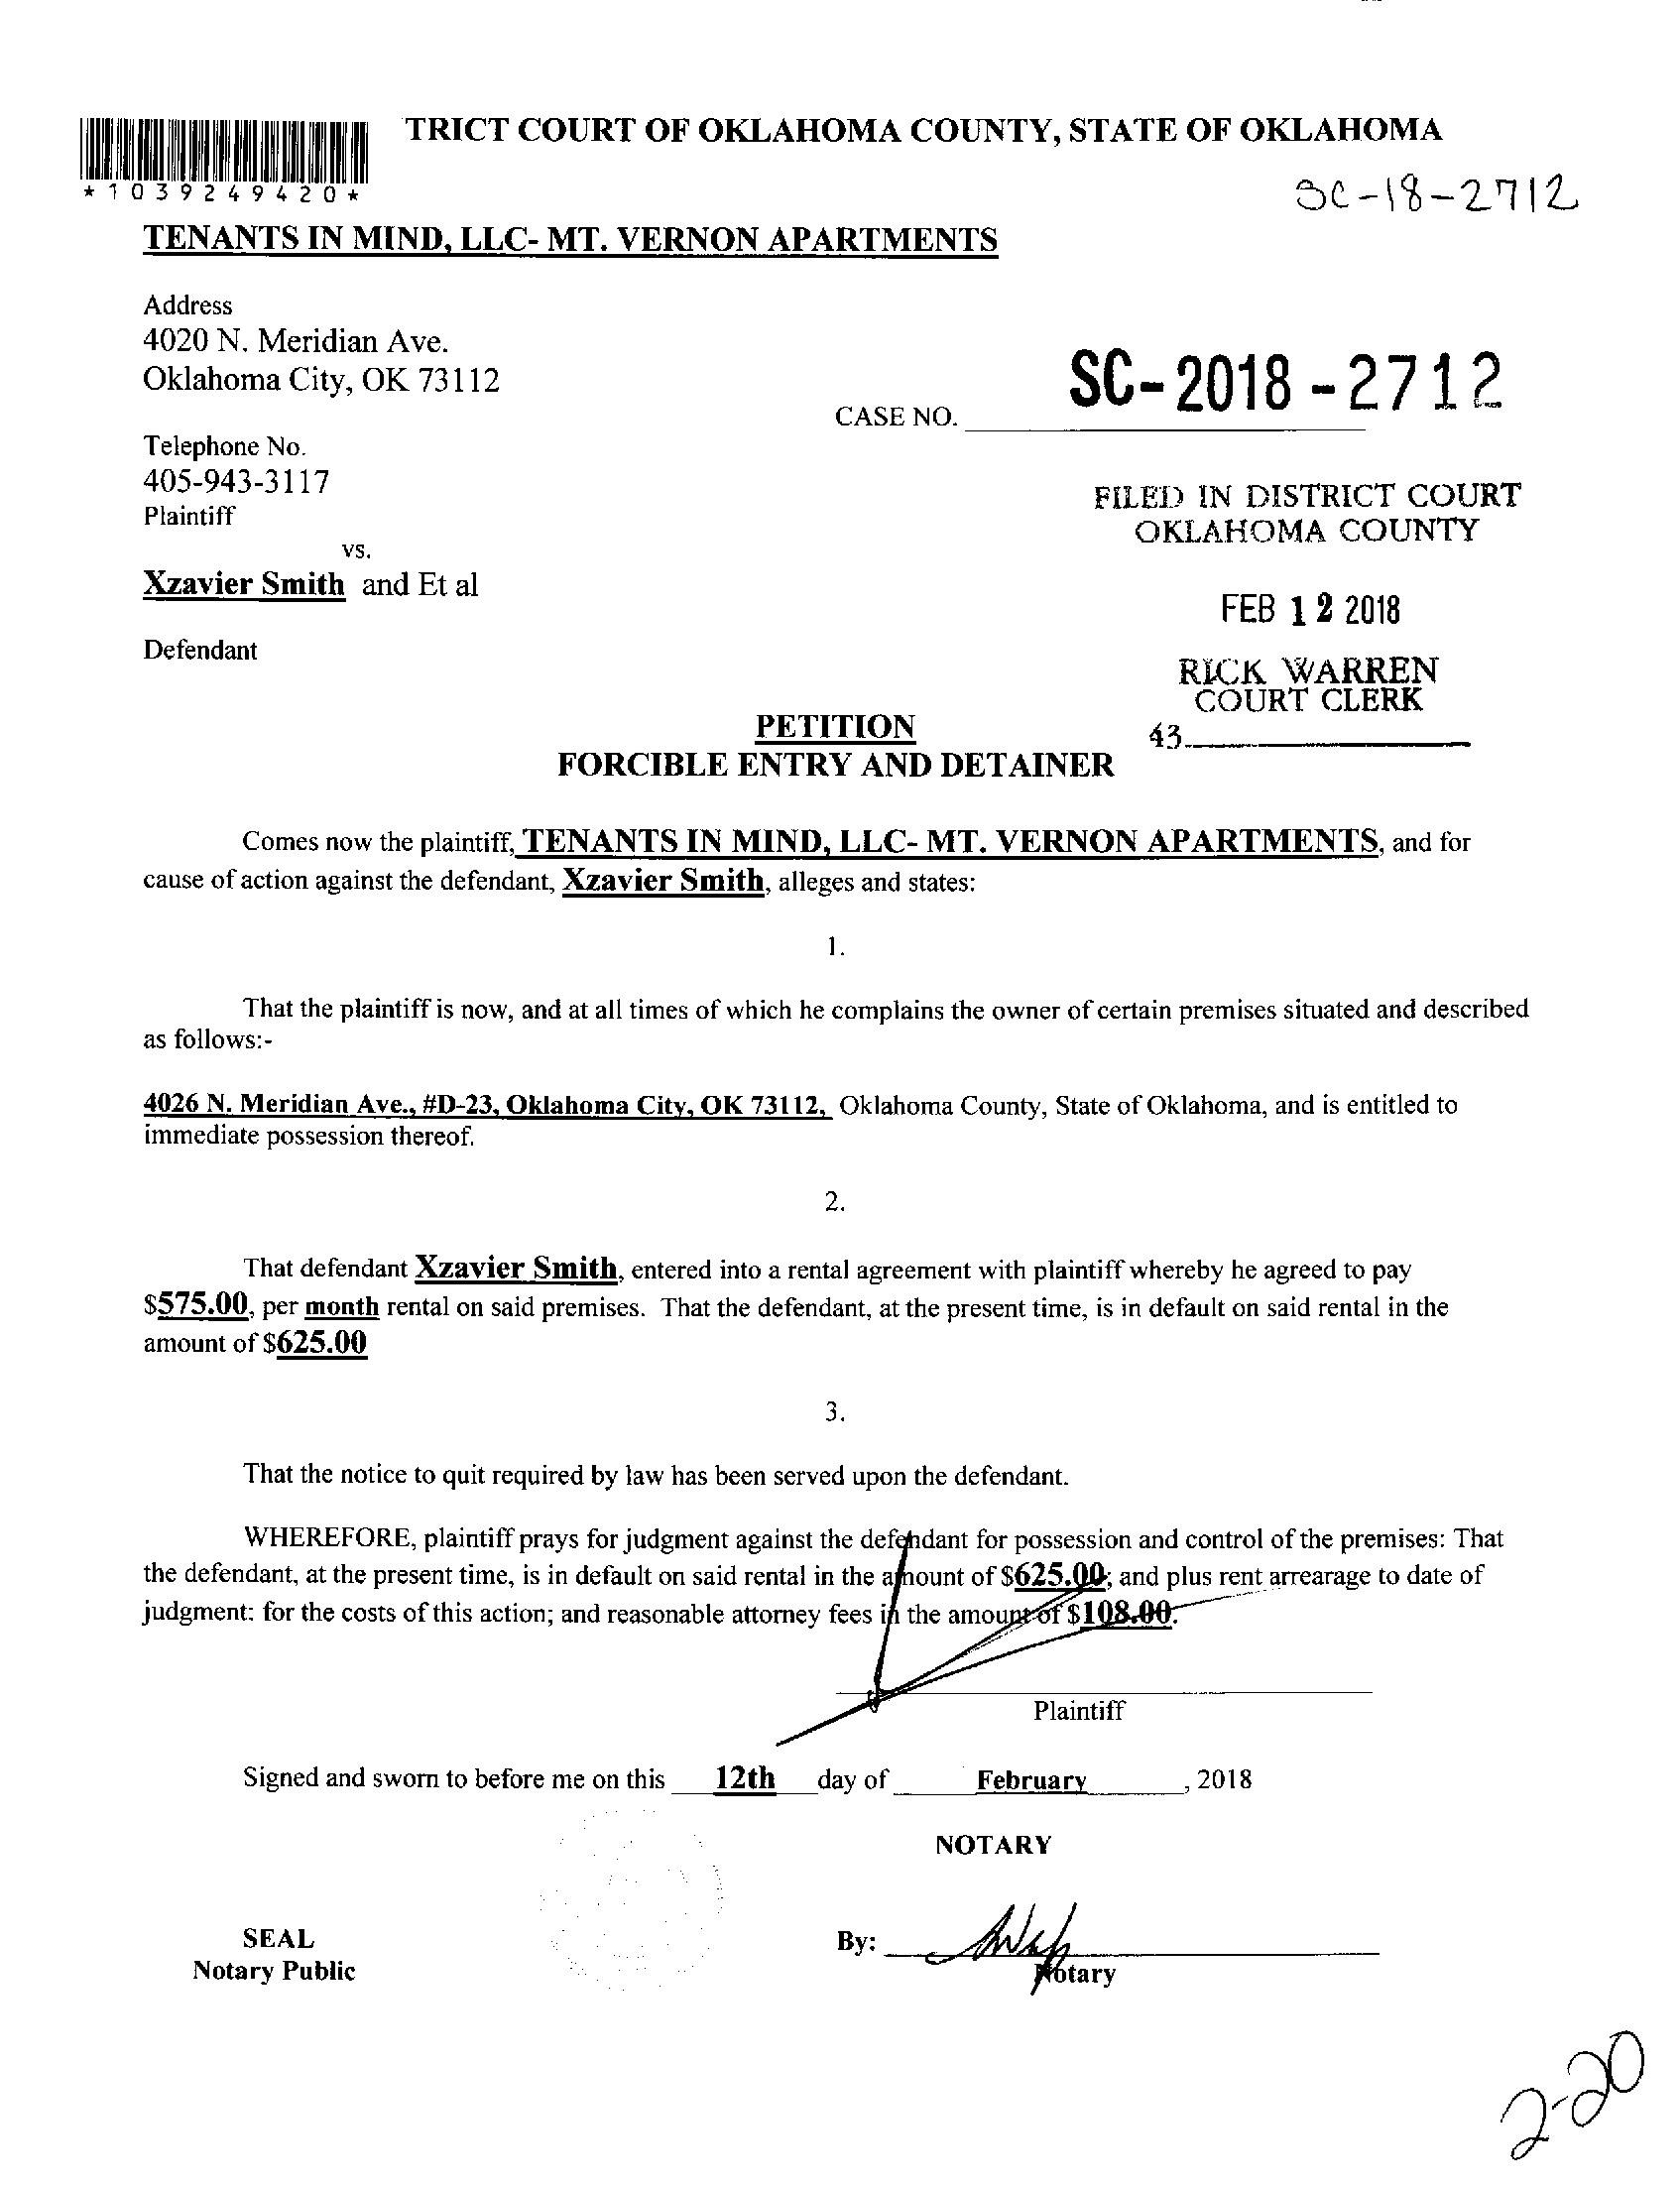 TRICT COURT OF OKLAHOMA COUNTY, STATE OF OKLAHOMA
*1039249420*
SC-18-2712
TENANTS IN MIND, LLC- MT. VERNON APARTMENTS
Address
4020 N. Meridian Ave.
Oklahoma City, OK 73112
CASE NO. SC-2018-2712
Telephone No.
405-943-3117
Plaintiff
FILED IN DISTRICT COURT
OKLAHOMA COUNTY
vs.
Xzavier Smith and Et al
FEB 12 2018
Defendant
RICK WARREN
COURT CLERK
43
PETITION
FORCIBLE ENTRY AND DETAINER
Comes now the plaintiff, TENANTS IN MIND, LLC- MT. VERNON APARTMENTS, and for
cause of action against the defendant, Xzavier Smith, alleges and states:
1.
That the plaintiff is now, and at all times of which he complains the owner of certain premises situated and described
as follows:-
4026 N. Meridian Ave., #D-23, Oklahoma City, OK 73112, Oklahoma County, State of Oklahoma, and is entitled to
immediate possession thereof.
2.
That defendant Xzavier Smith, entered into a rental agreement with plaintiff whereby he agreed to pay
$575.00, per month rental on said premises. That the defendant, at the present time, is in default on said rental in the
amount of $625.00
3.
That the notice to quit required by law has been served upon the defendant.
WHEREFORE, plaintiff prays for judgment against the defendant for possession and control of the premises: That
the defendant, at the present time, is in default on said rental in the amount of $625.00; and plus rent arrearage to date of
judgment: for the costs of this action; and reasonable attorney fees in the amount of $108.00.
Plaintiff
Signed and sworn to before me on this 12th day of February, 2018
NOTARY
SEAL
Notary Public
By:
Notary
2-20